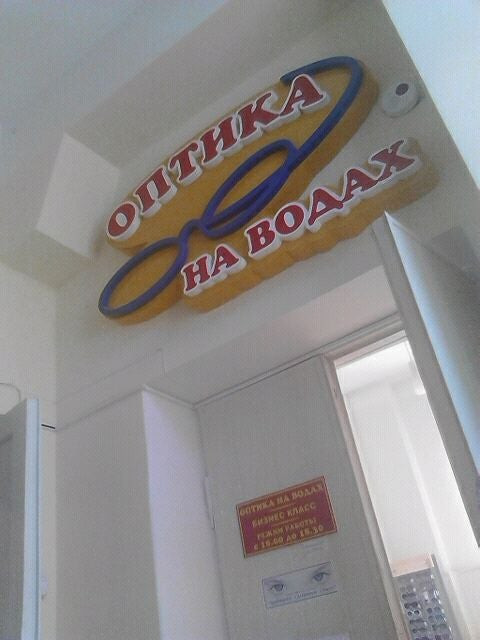 ОПТИКА
НА ВОДАХ
ОПТИКА НА ВОДАХ
БИЗНЕС КЛАСС
РЕЖИМ РАБОТЫ